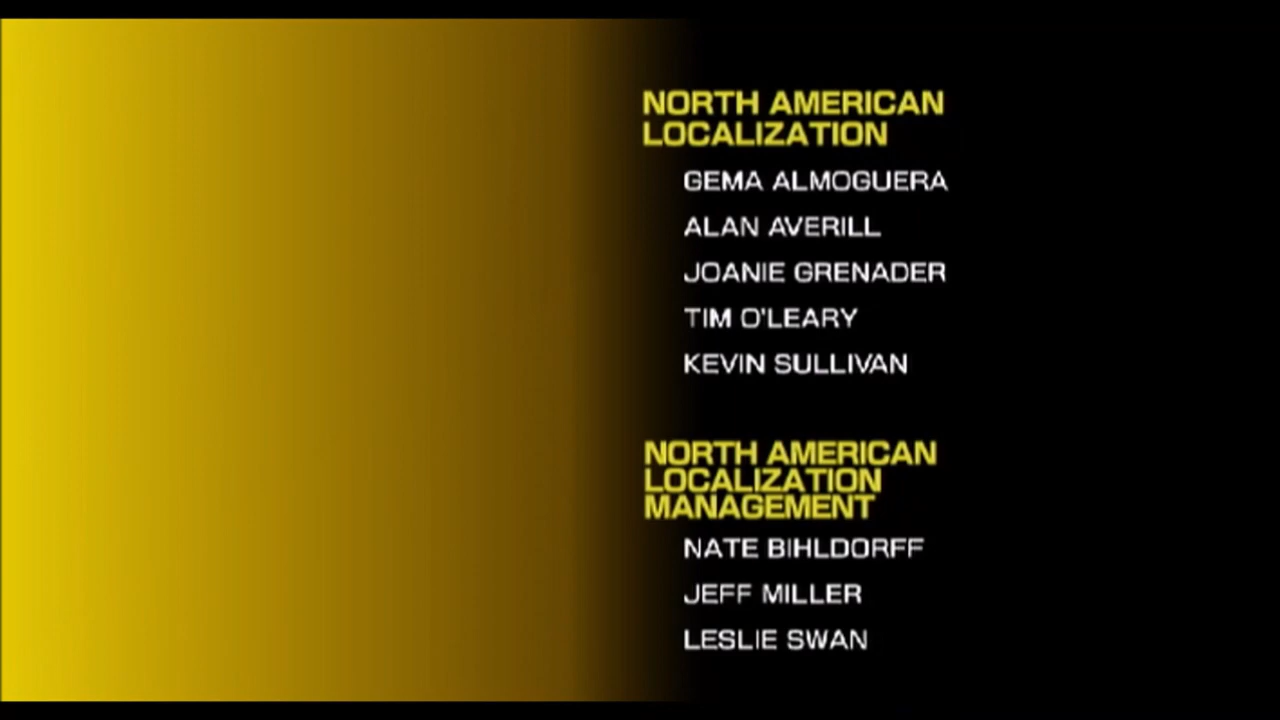 NORTH AMERICAN
LOCALIZATION
GEMA ALMOGUERA
ALAN AVERILL
JOANIE GRENADER
TIM O'LEARY
KEVIN SULLIVAN
NORTH AMERICAN
LOCALIZATION
MANAGEMENT
NATE BIHLDORFF
JEFF MILLER
LESLIE SWAN